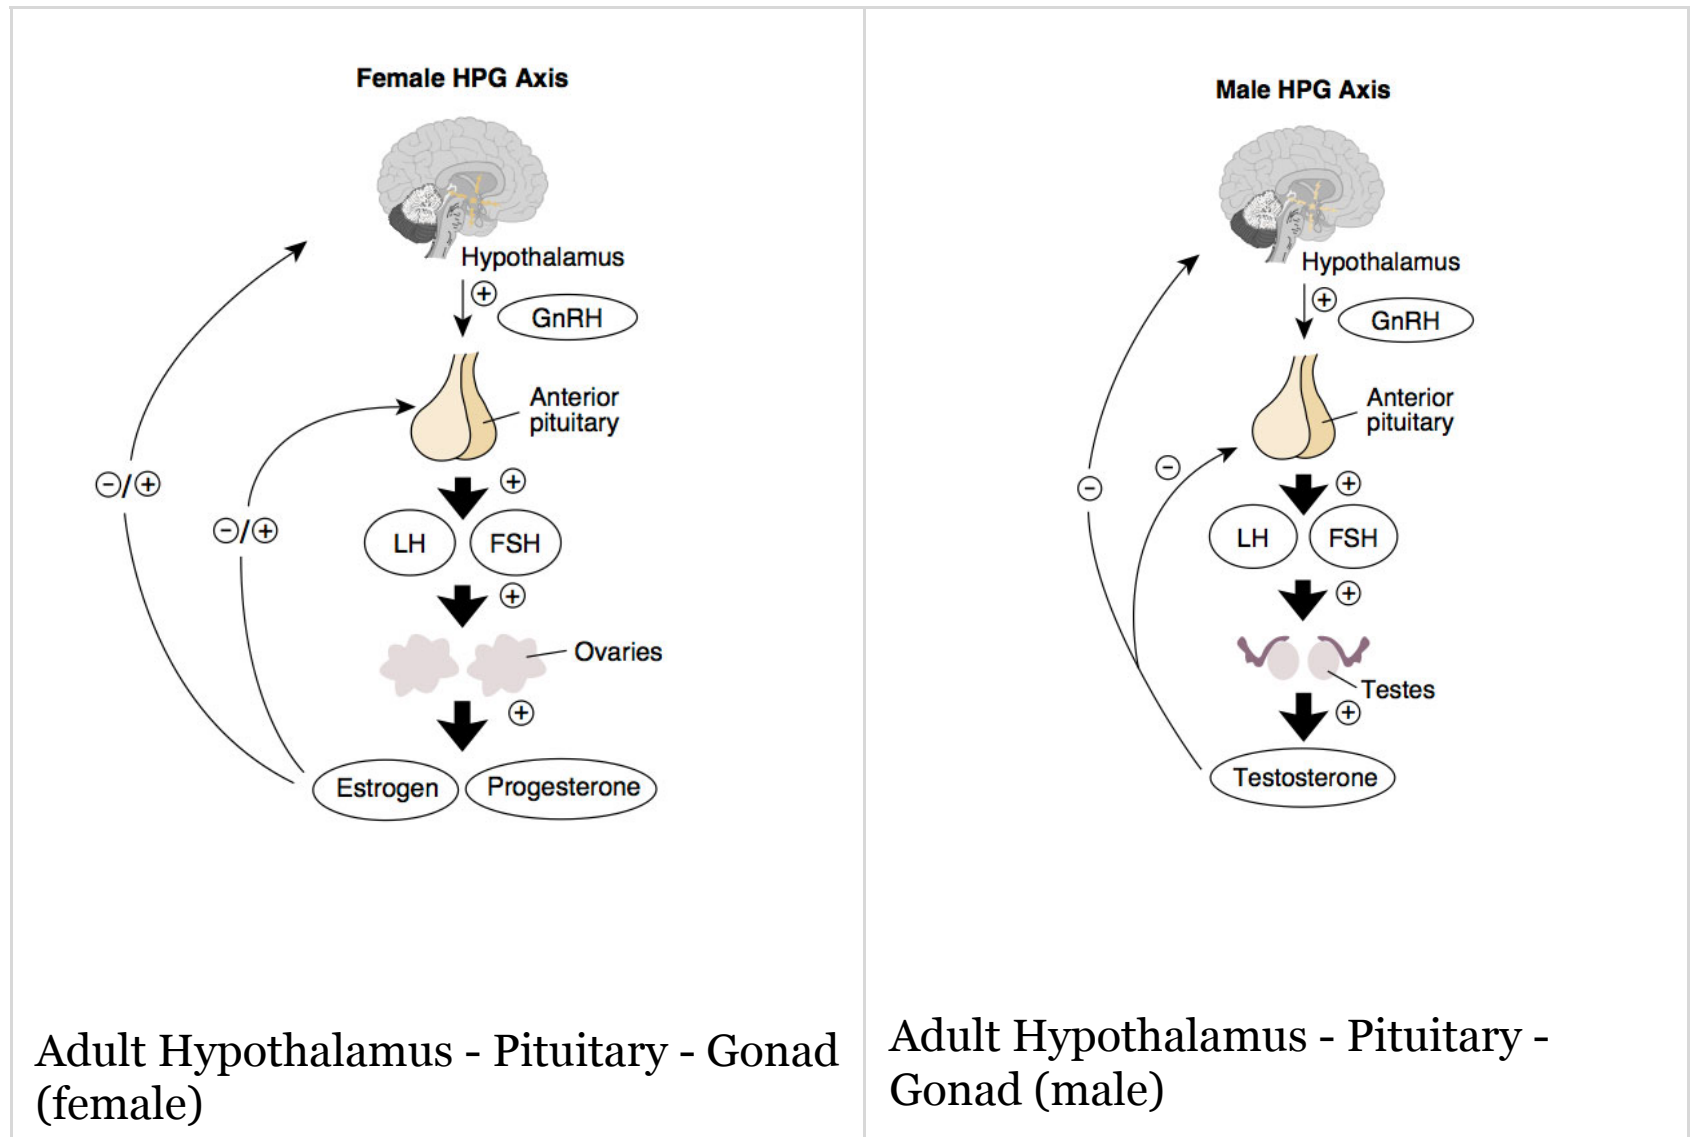 Female HPG Axis
Hypothalamus
+
GnRH
Anterior
pituitary
−/+
−/+
+
LH
FSH
+
Ovaries
+
Estrogen
Progesterone
Adult Hypothalamus - Pituitary - Gonad
(female)
Male HPG Axis
Hypothalamus
+
GnRH
Anterior
pituitary
−
−
+
LH
FSH
+
Testes
+
Testosterone
Adult Hypothalamus - Pituitary -
Gonad (male)